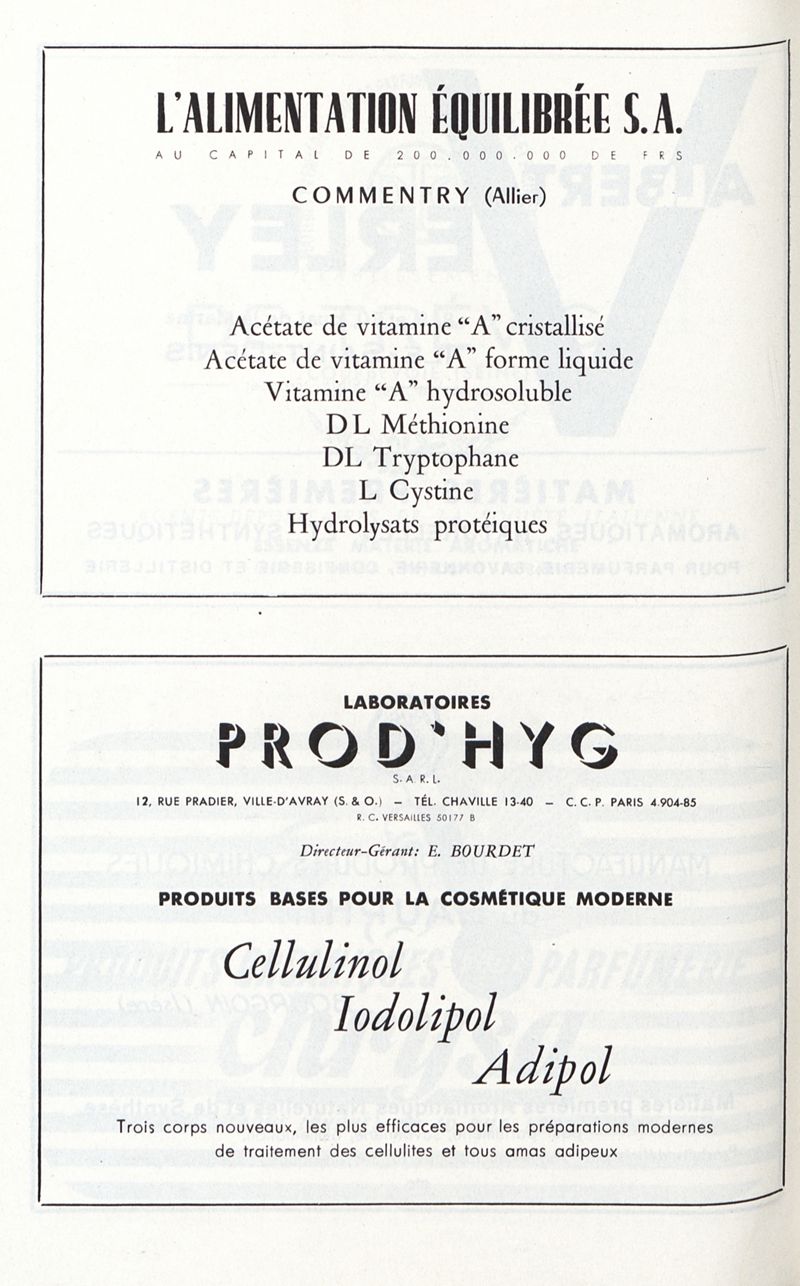 L'ALIMENTATION ÉQUILIBRÉE S.A.
AU CAPITAL DE 200.000.000 DE FRS
COMMENTRY (Allier)
Acétate de vitamine “A” cristallisé
Acétate de vitamine “A” forme liquide
Vitamine “A” hydrosoluble
DL Méthionine
DL Tryptophane
L Cystine
Hydrolysats protéiques
LABORATOIRES
PROD'HYG
S. A. R. L.
12, RUE PRADIER, VILLE-D'AVRAY (S. & O.) — TÉL. CHAVILLE 13-40 — C. C. P. PARIS 4.904-85
R. C. VERSAILLES 50177 B
Directeur-Gérant: E. BOURDET
PRODUITS BASES POUR LA COSMÉTIQUE MODERNE
Cellulinol
Iodolipol
Adipol
Trois corps nouveaux, les plus efficaces pour les préparations modernes
de traitement des cellulites et tous amas adipeux